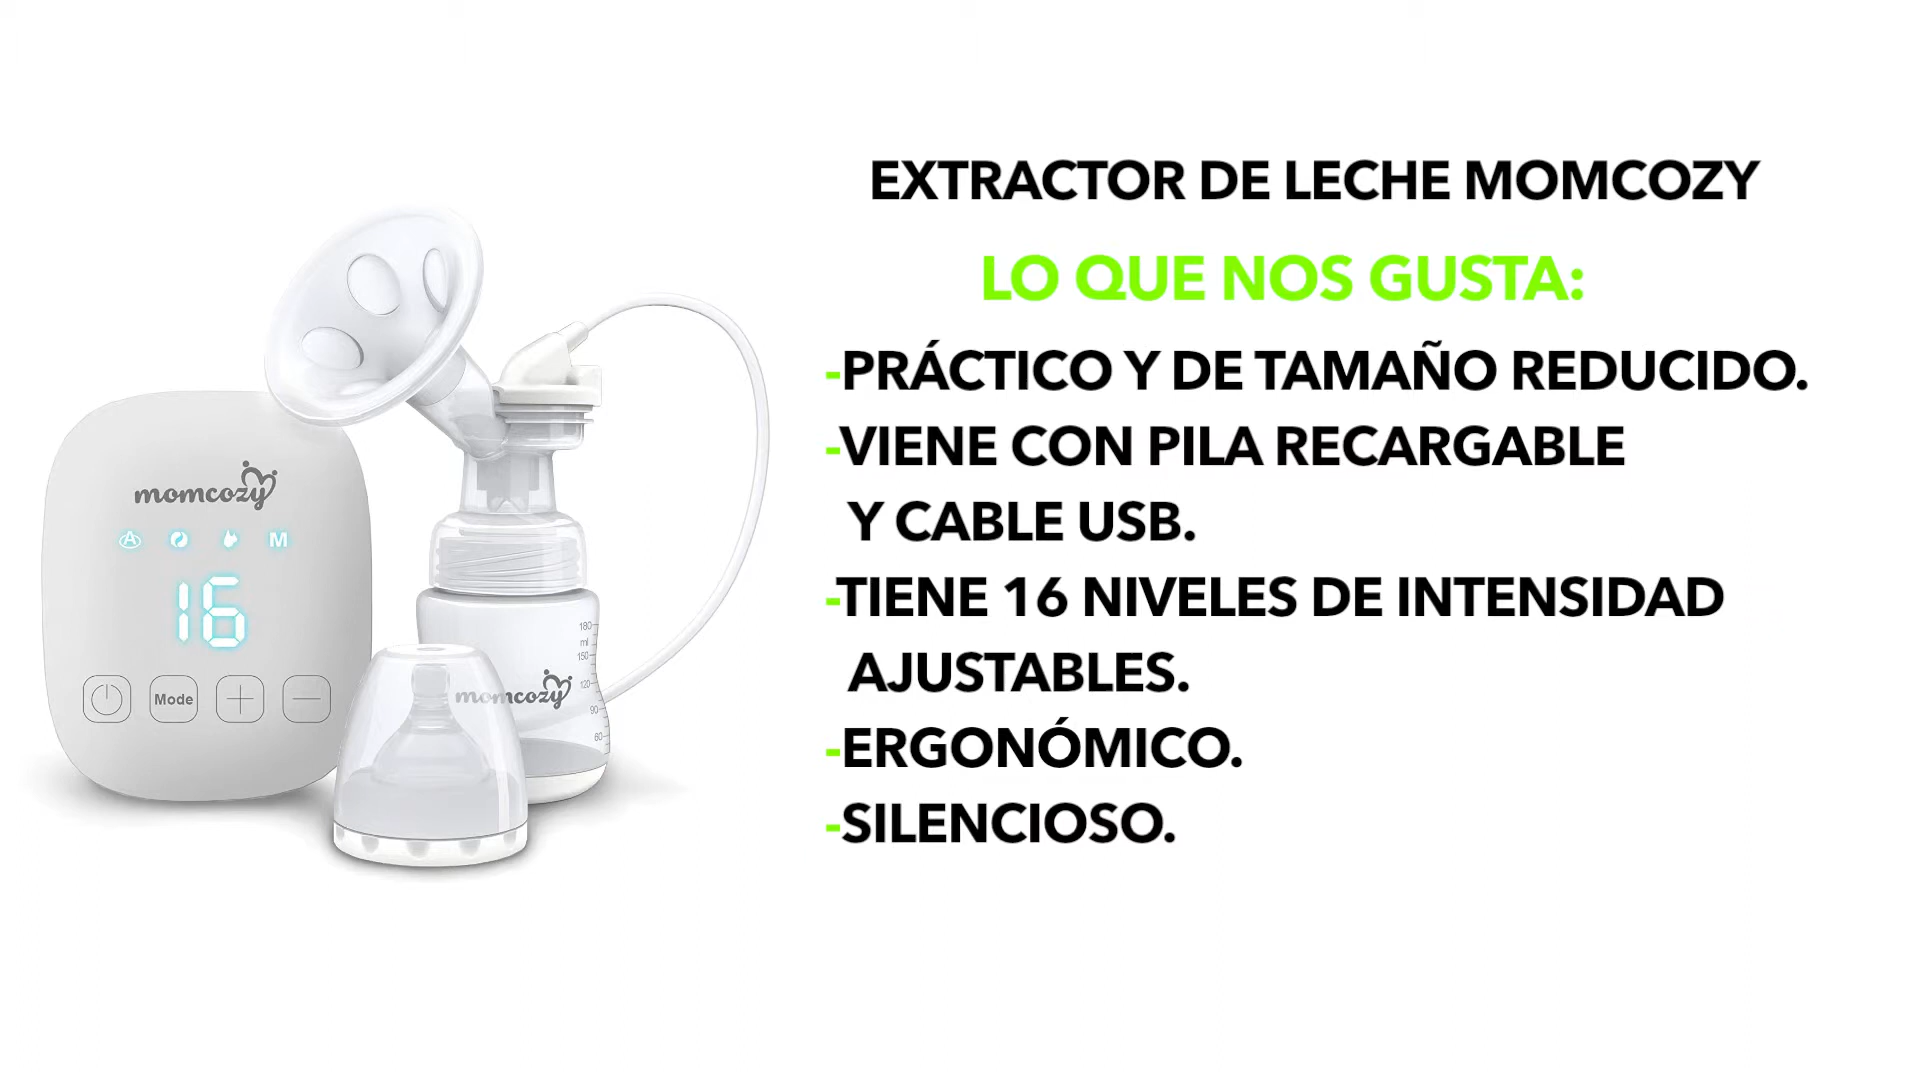 EXTRACTOR DE LECHE MOMCOZY
LO QUE NOS GUSTA:
-PRÁCTICO Y DE TAMAÑO REDUCIDO.
-VIENE CON PILA RECARGABLE
Y CABLE USB.
-TIENE 16 NIVELES DE INTENSIDAD
AJUSTABLES.
-ERGONÓMICO.
-SILENCIOSO.
momcozy
A M
16
Mode + -
180
ml
150
120
momcozy
90
60